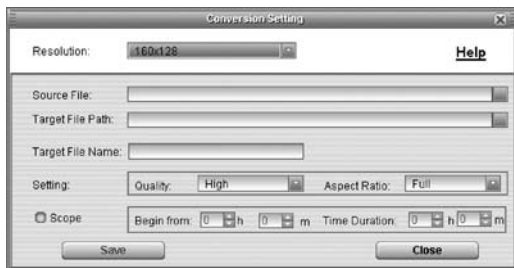 Conversion Setting
Resolution: 160x128 Help
Source File:
Target File Path:
Target File Name:
Setting: Quality: High Aspect Ratio: Full
Scope Begin from: 0 h 0 m Time Duration: 0 h 0 m
Save Close